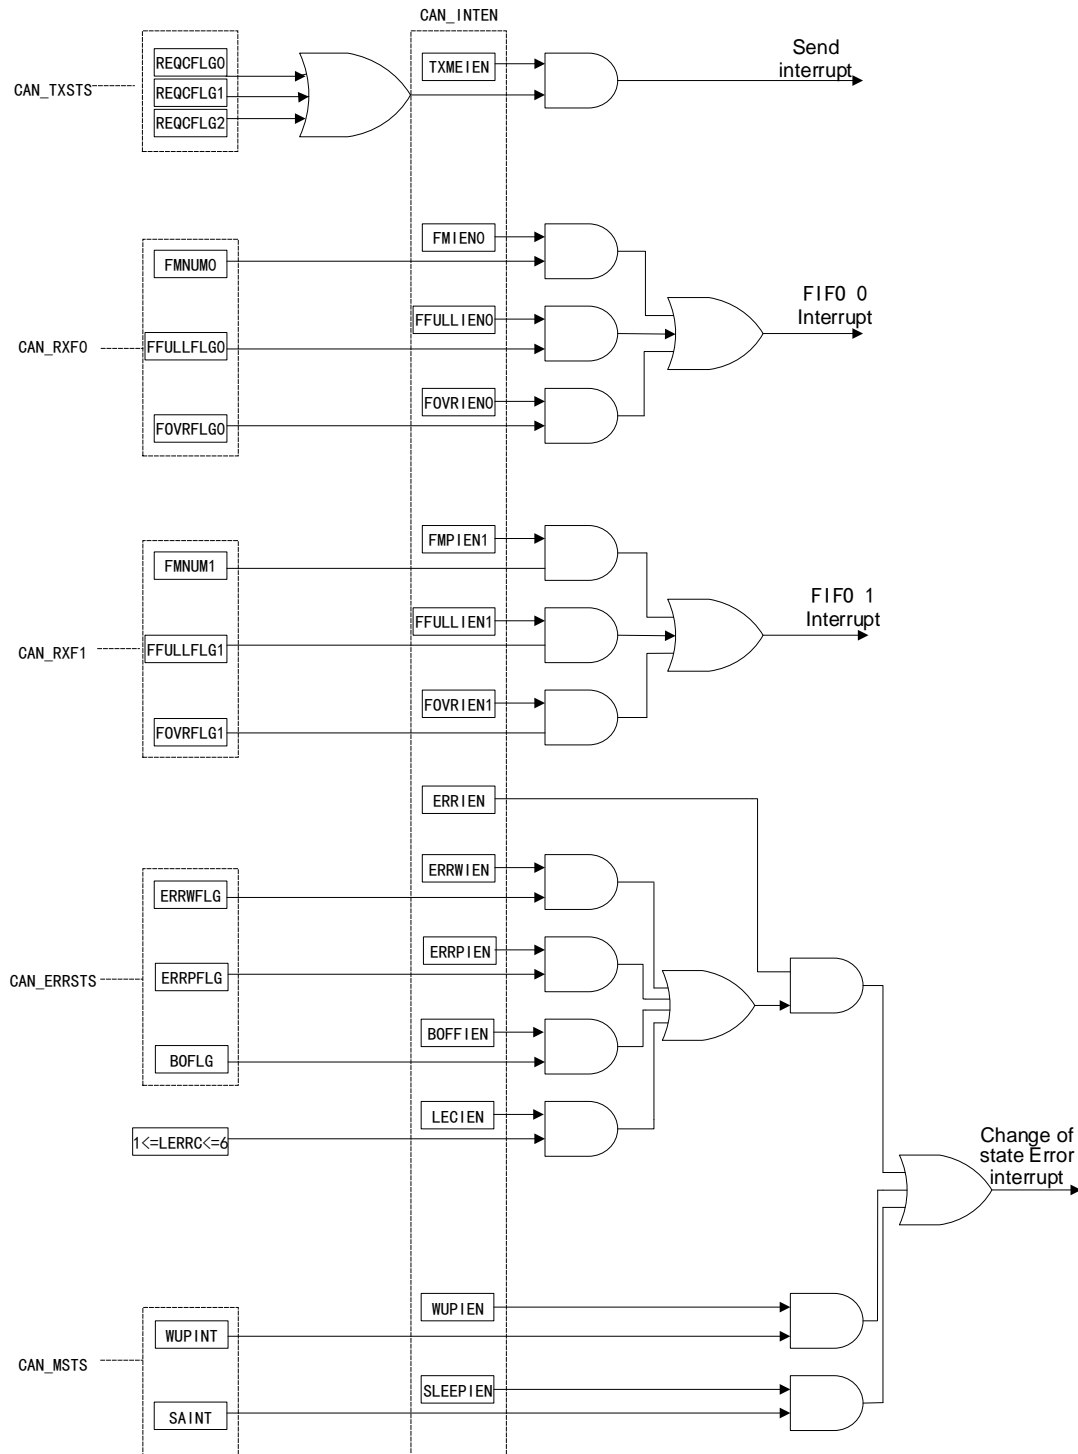 CAN_INTEN
Send
interrupt
CAN_TXSTS
REQCFLG0
REQCFLG1
REQCFLG2
TXMEIEN
FMIEN0
FMNUM0
FIFO 0
Interrupt
FFULLIEN0
CAN_RXF0
FFULLFLG0
FOVRIEN0
FOVRFLG0
FMPIEN1
FMNUM1
FIFO 1
Interrupt
FFULLIEN1
CAN_RXF1
FFULLFLG1
FOVRIEN1
FOVRFLG1
ERRIEN
ERRWIEN
ERRWFLG
ERRPIEN
CAN_ERRSTS
ERRPFLG
BOFFIEN
BOFLG
LECIEN
1<=LERRC<=6
Change of
state Error
interrupt
WUPIEN
WUPINT
CAN_MSTS
SLEEPIEN
SAINT